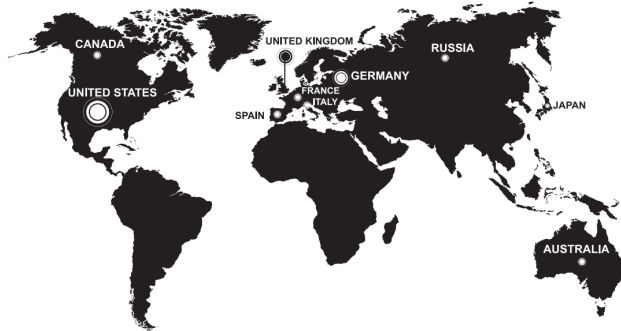 CANADA
UNITED KINGDOM
RUSSIA
UNITED STATES
GERMANY
FRANCE
ITALY
SPAIN
JAPAN
AUSTRALIA